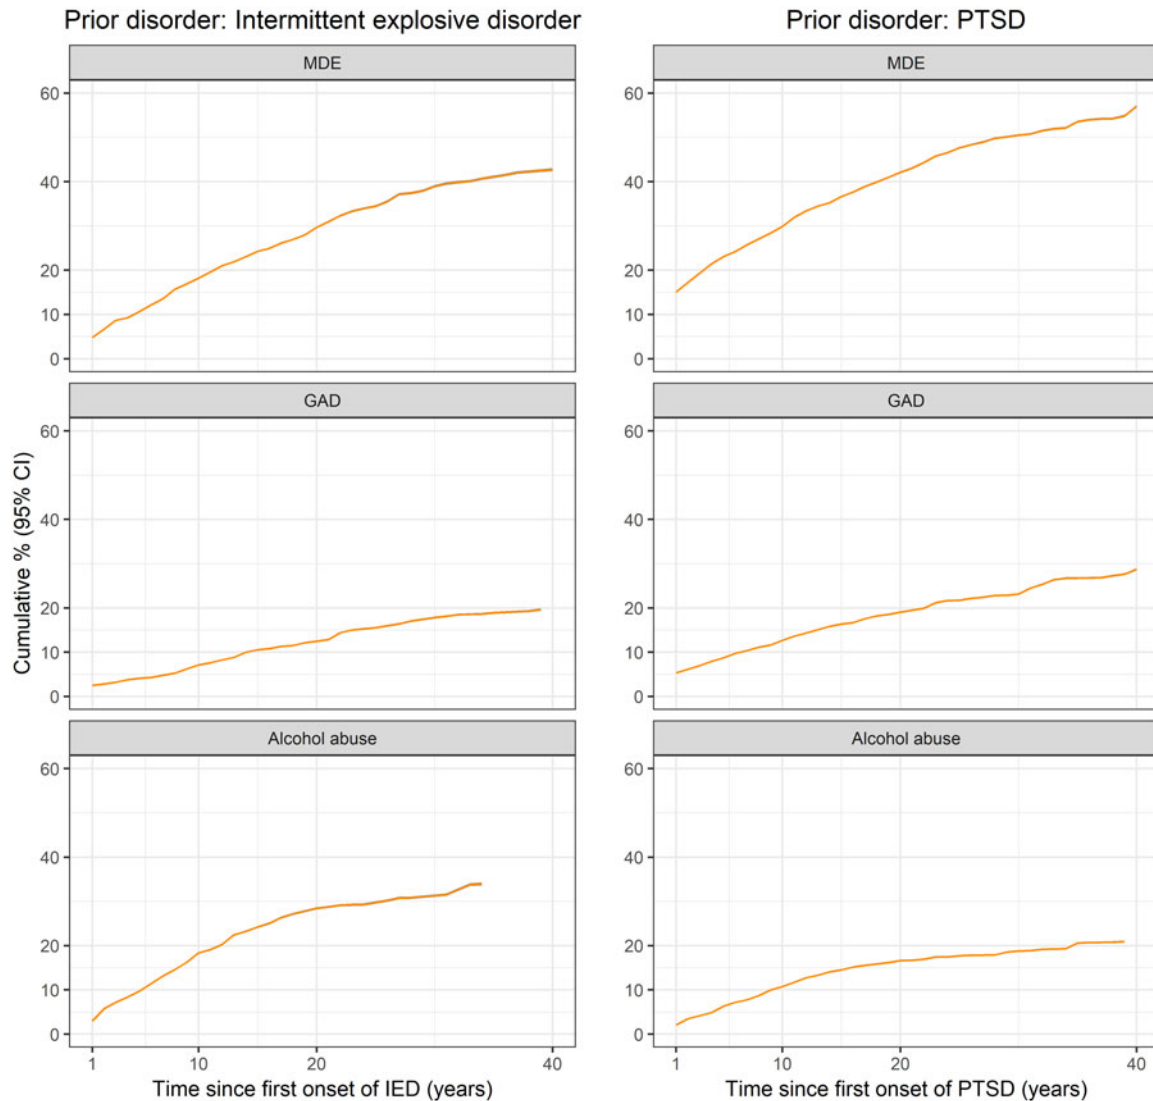 Prior disorder: Intermittent explosive disorder
Prior disorder: PTSD
MDE
MDE
60
40
20
10
0
60
40
20
10
0
GAD
GAD
Cumulative % (95% CI)
60
40
20
10
0
60
40
20
10
0
Alcohol abuse
Alcohol abuse
60
40
20
10
0
60
40
20
10
0
1 10 20 40
1 10 20 40
Time since first onset of IED (years)
Time since first onset of PTSD (years)